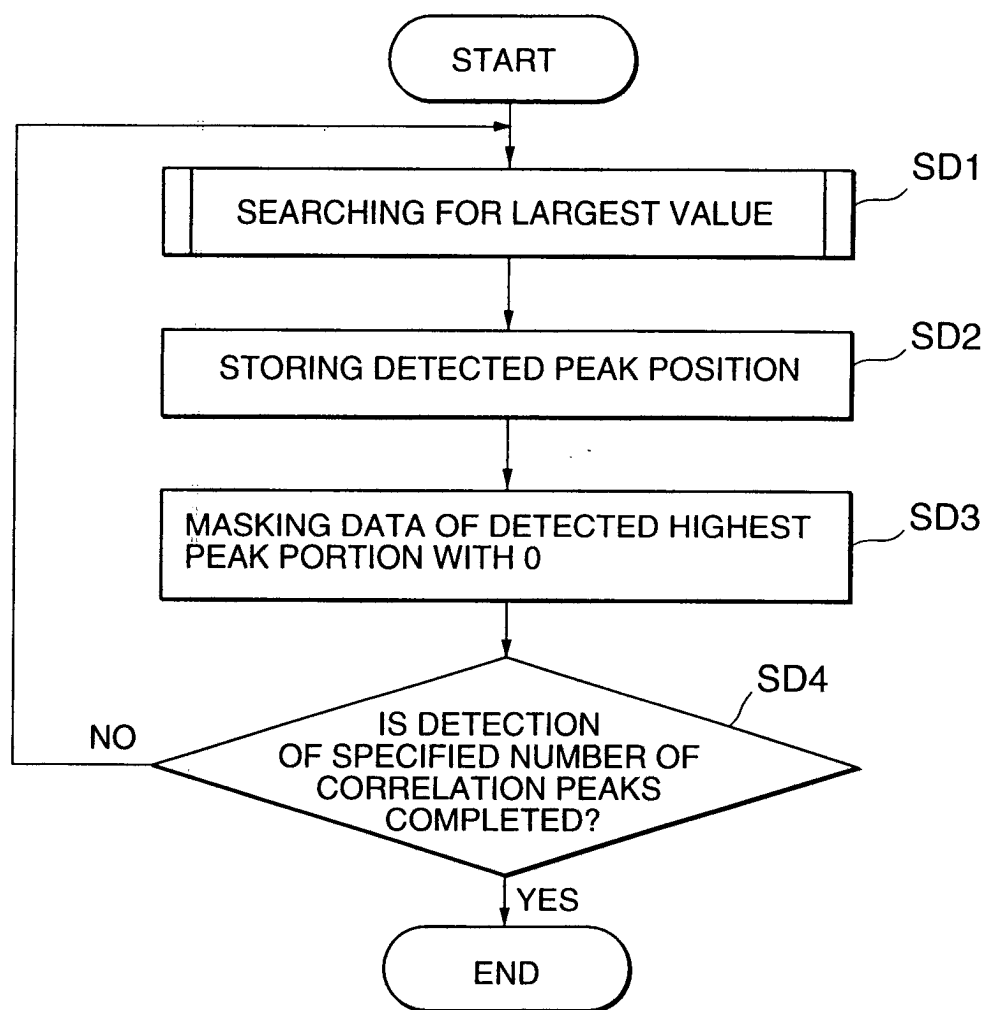 START
SD1
SEARCHING FOR LARGEST VALUE
SD2
STORING DETECTED PEAK POSITION
SD3
MASKING DATA OF DETECTED HIGHEST
PEAK PORTION WITH 0
SD4
IS DETECTION
OF SPECIFIED NUMBER OF
CORRELATION PEAKS
COMPLETED?
NO
YES
END